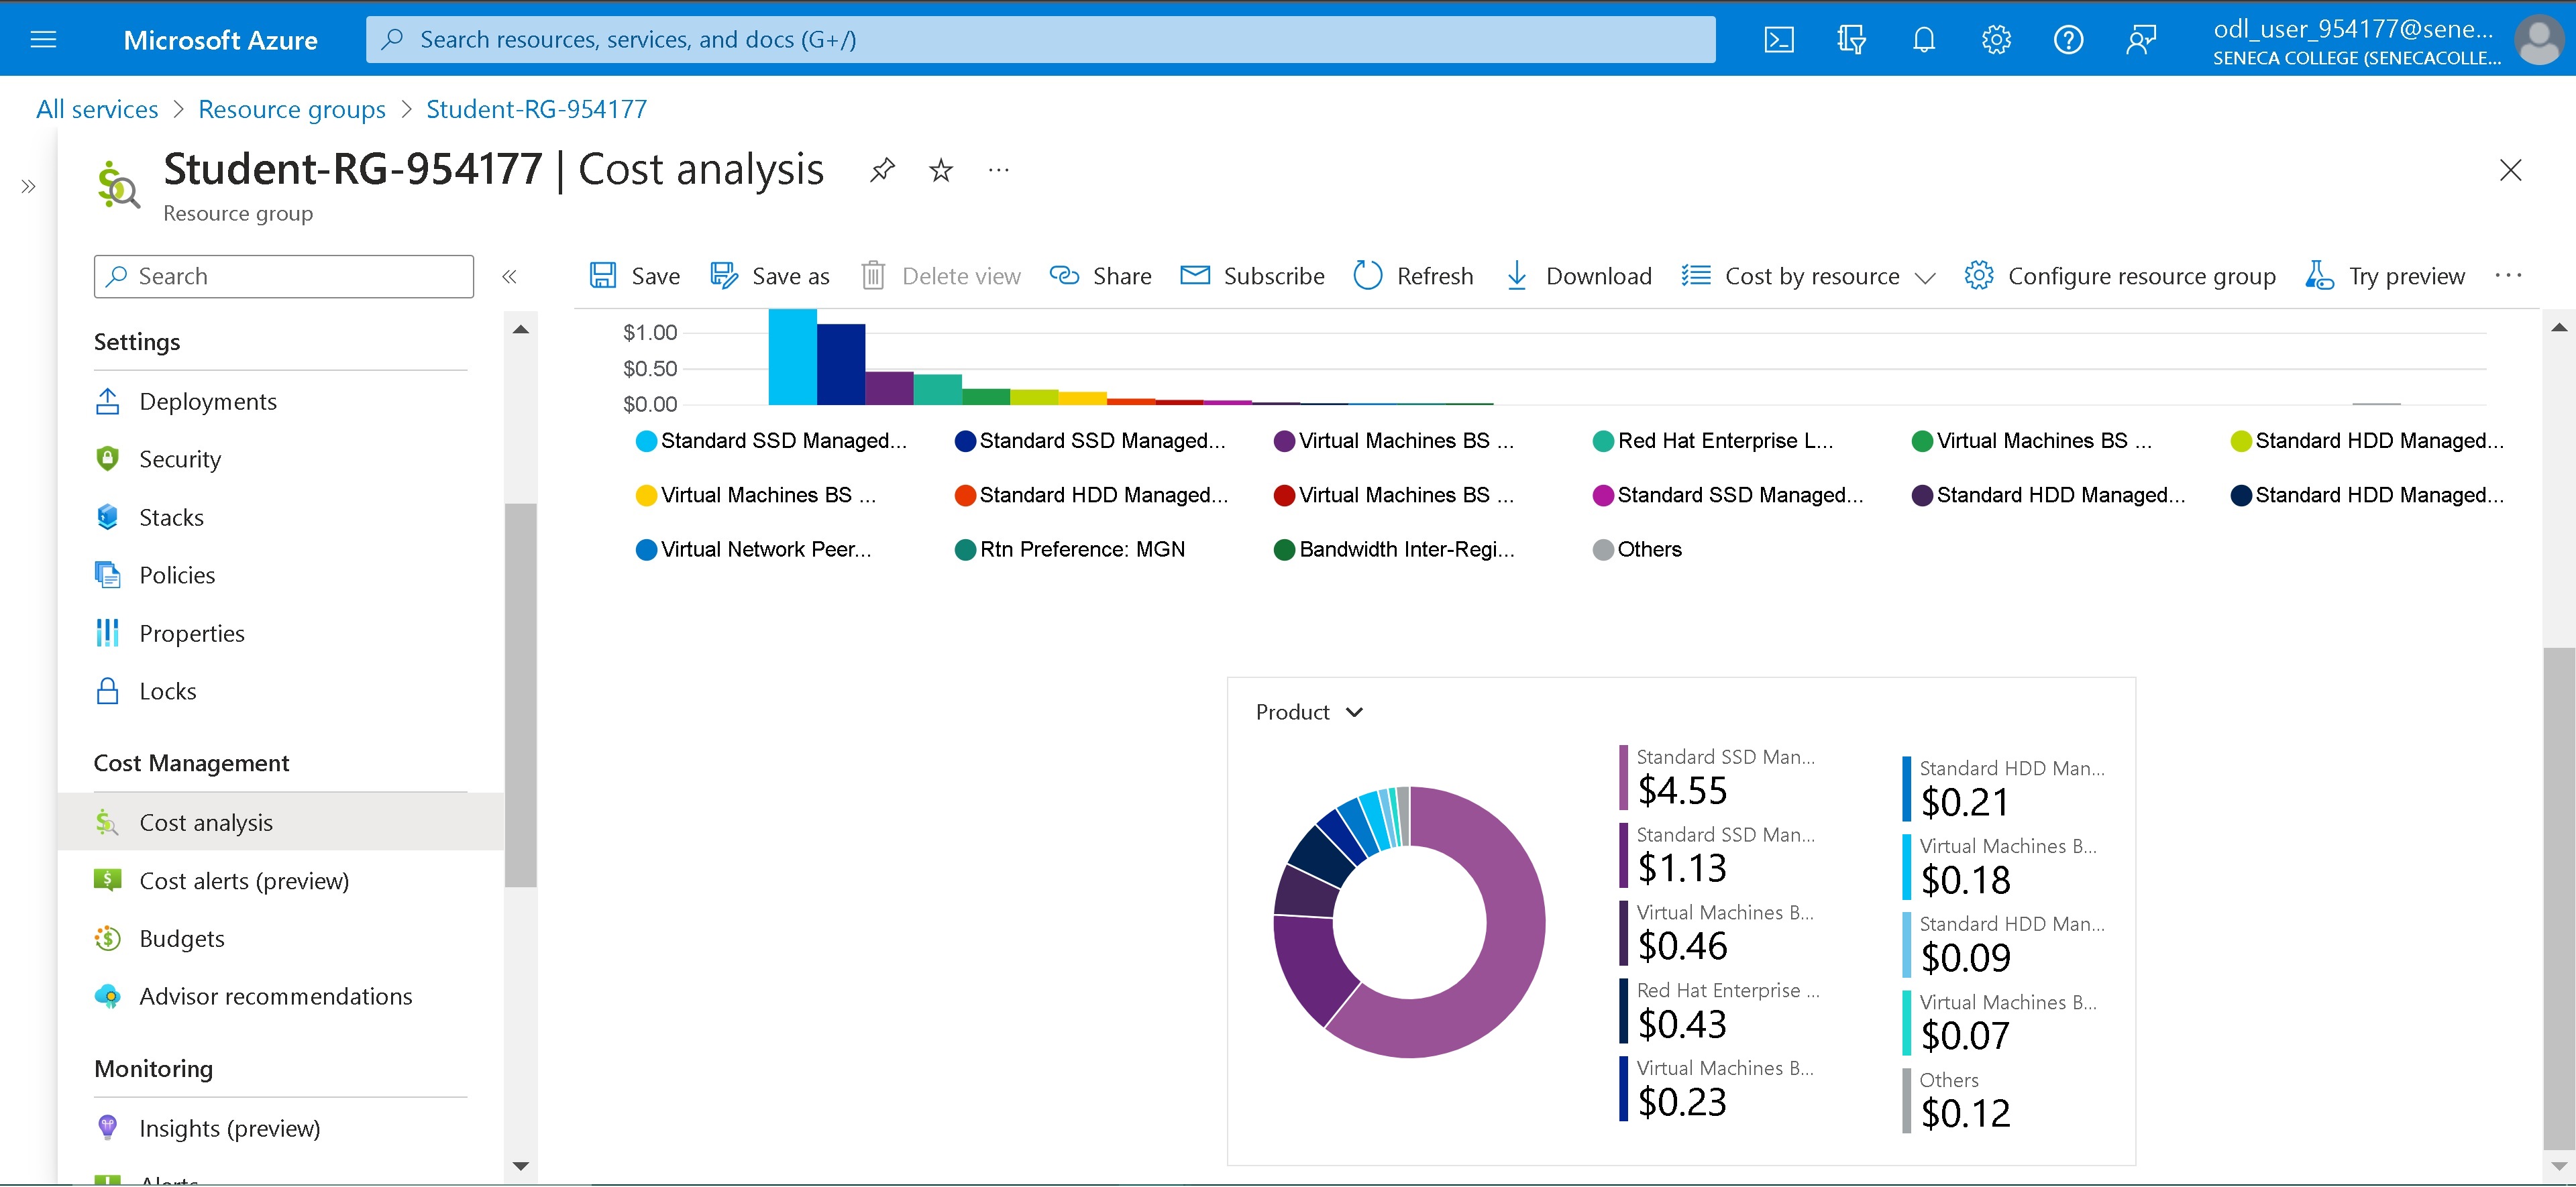 Microsoft Azure
Search resources, services, and docs (G+/)
odl_user_954177@sene...
SENECA COLLEGE (SENECACOLLE...
All services > Resource groups > Student-RG-954177
Student-RG-954177 | Cost analysis
Resource group
Search
Save
Save as
Delete view
Share
Subscribe
Refresh
Download
Cost by resource
Configure resource group
Try preview
Settings
Deployments
Security
Stacks
Policies
Properties
Locks
Cost Management
Cost analysis
Cost alerts (preview)
Budgets
Advisor recommendations
Monitoring
Insights (preview)
Alerts
$1.00
$0.50
$0.00
Standard SSD Managed...
Standard SSD Managed...
Virtual Machines BS ...
Red Hat Enterprise L...
Virtual Machines BS ...
Standard HDD Managed...
Virtual Machines BS ...
Standard HDD Managed...
Virtual Machines BS ...
Standard SSD Managed...
Standard HDD Managed...
Standard HDD Managed...
Virtual Network Peer...
Rtn Preference: MGN
Bandwidth Inter-Regi...
Others
Product
Standard SSD Man...
$4.55
Standard SSD Man...
$1.13
Virtual Machines B...
$0.46
Red Hat Enterprise ...
$0.43
Virtual Machines B...
$0.23
Standard HDD Man...
$0.21
Virtual Machines B...
$0.18
Standard HDD Man...
$0.09
Virtual Machines B...
$0.07
Others
$0.12